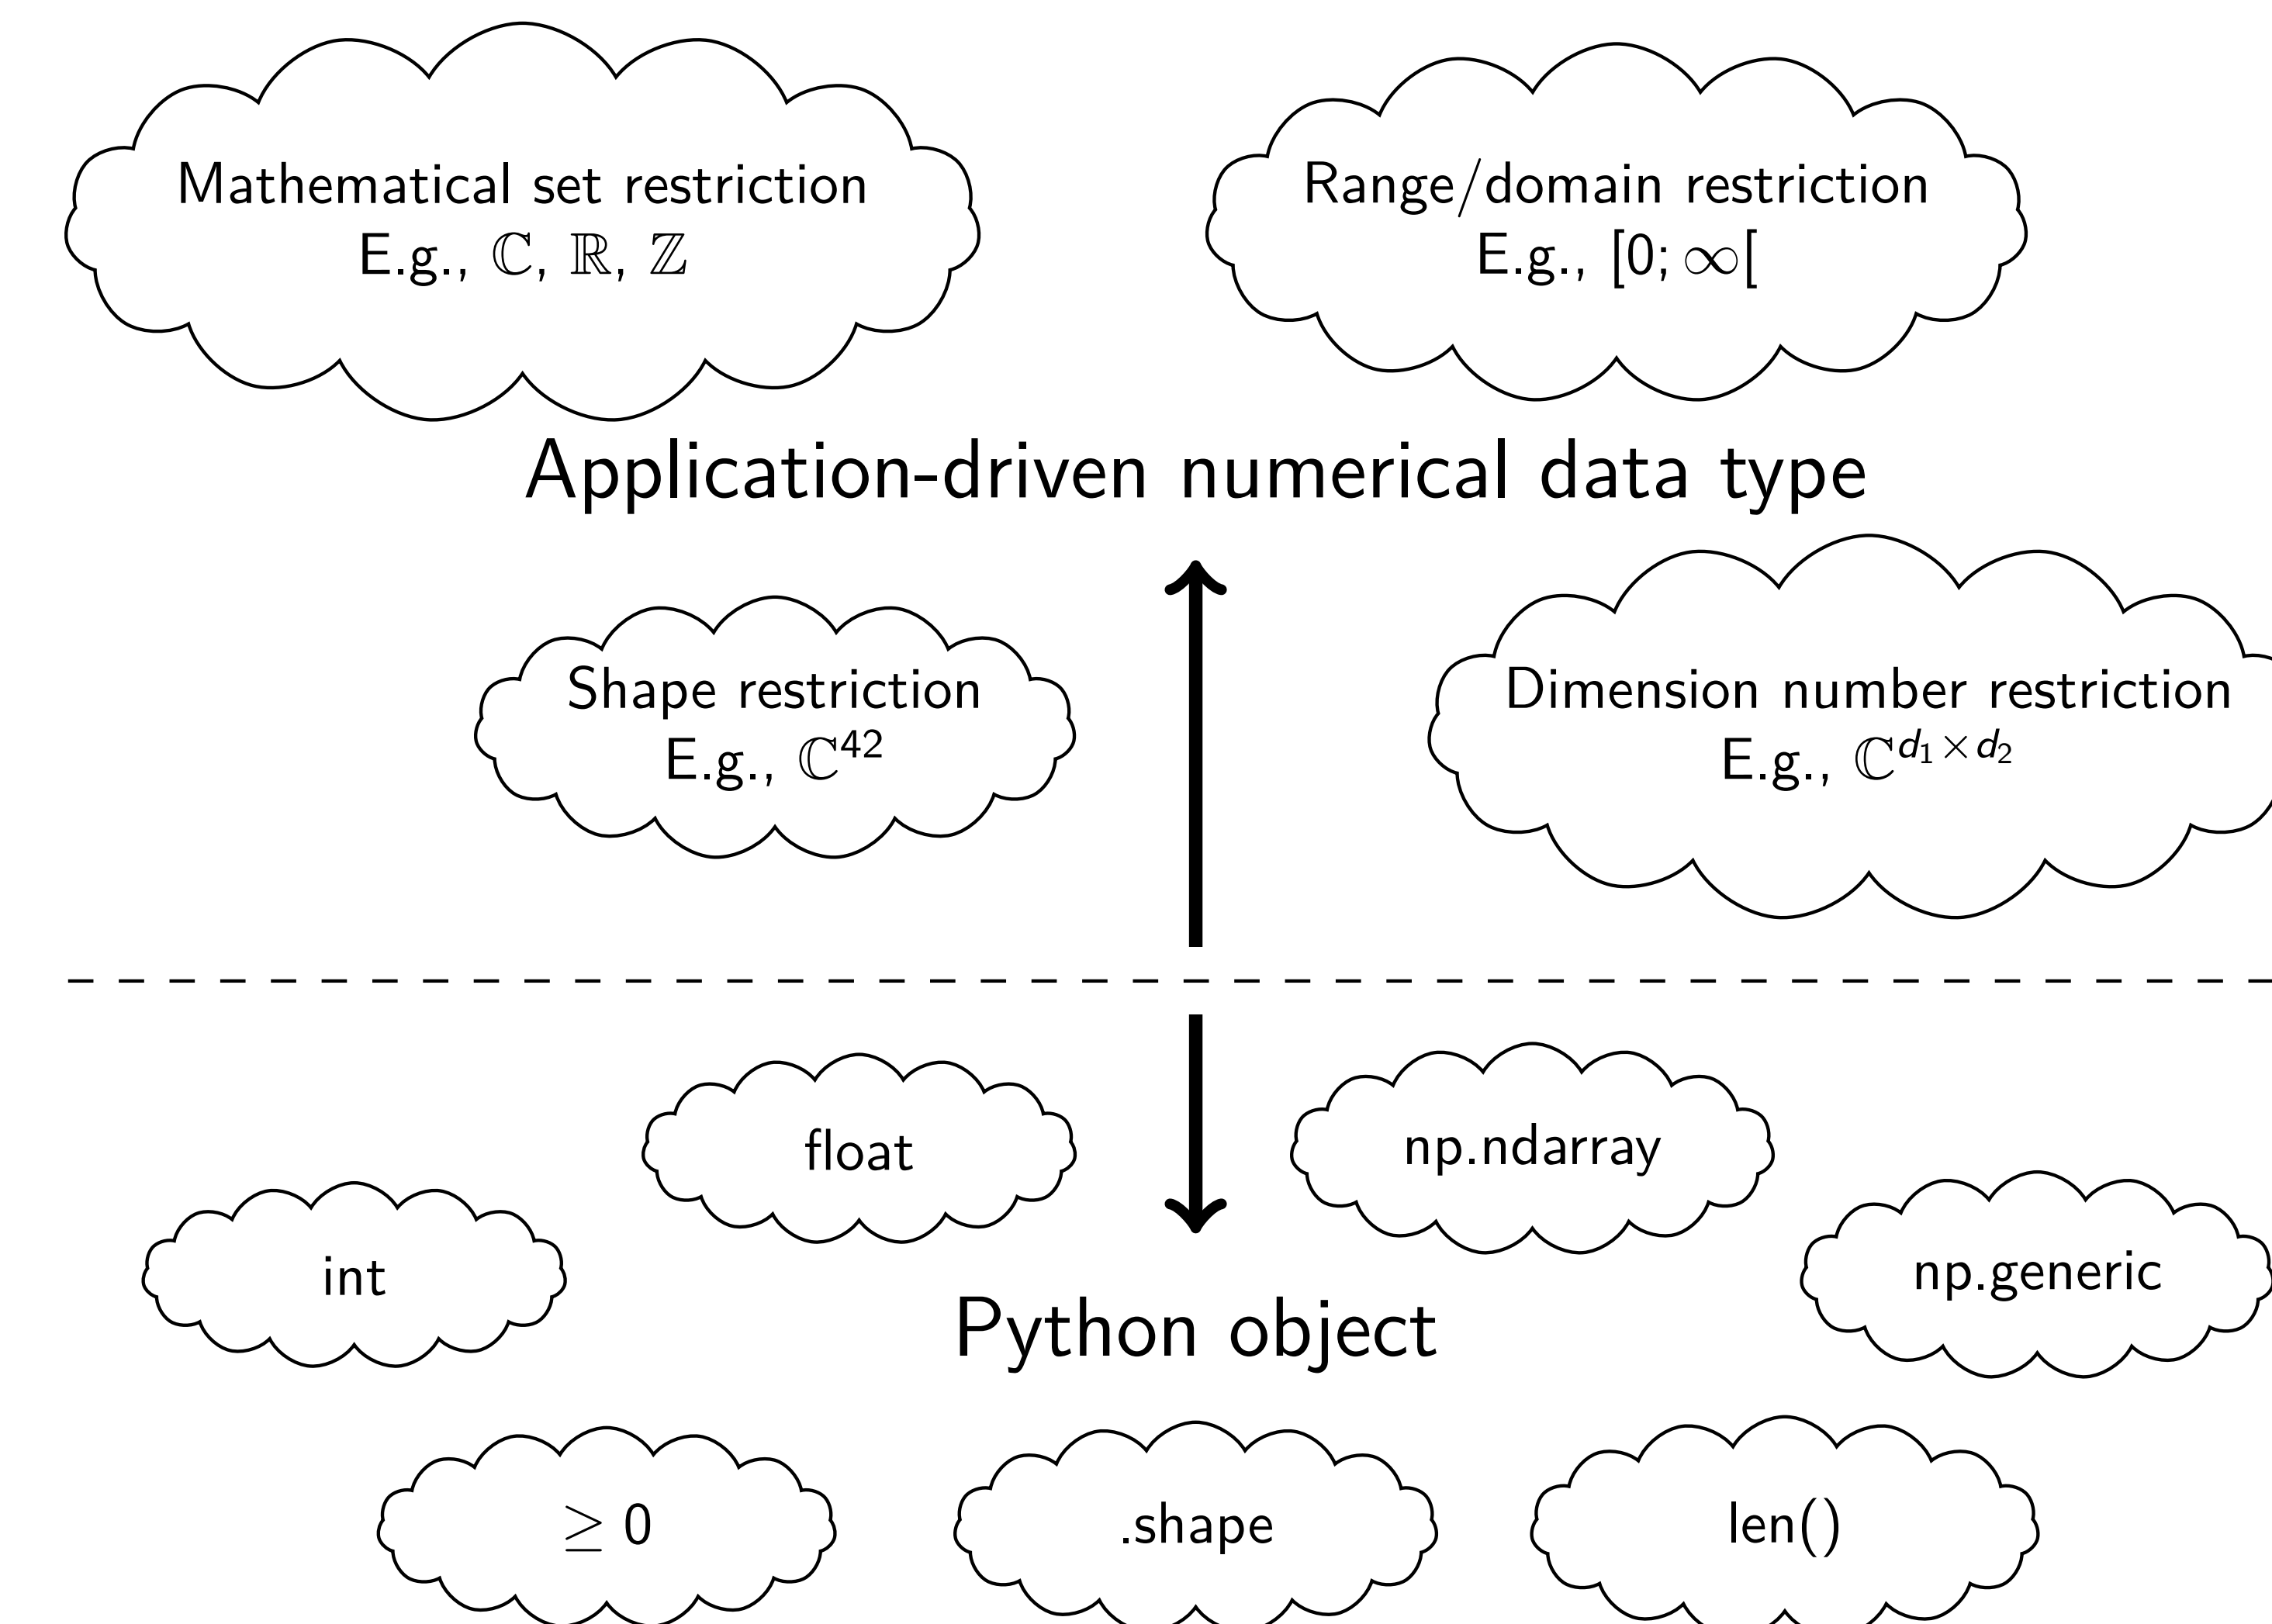 Mathematical set restriction
E.g., ℂ, ℝ, ℤ
Range/domain restriction
E.g., [0; ∞[
Application-driven numerical data type
Shape restriction
E.g., ℂ⁴²
Dimension number restriction
E.g., ℂ^{d₁×d₂}
float
np.ndarray
int
np.generic
Python object
≥ 0
.shape
len()